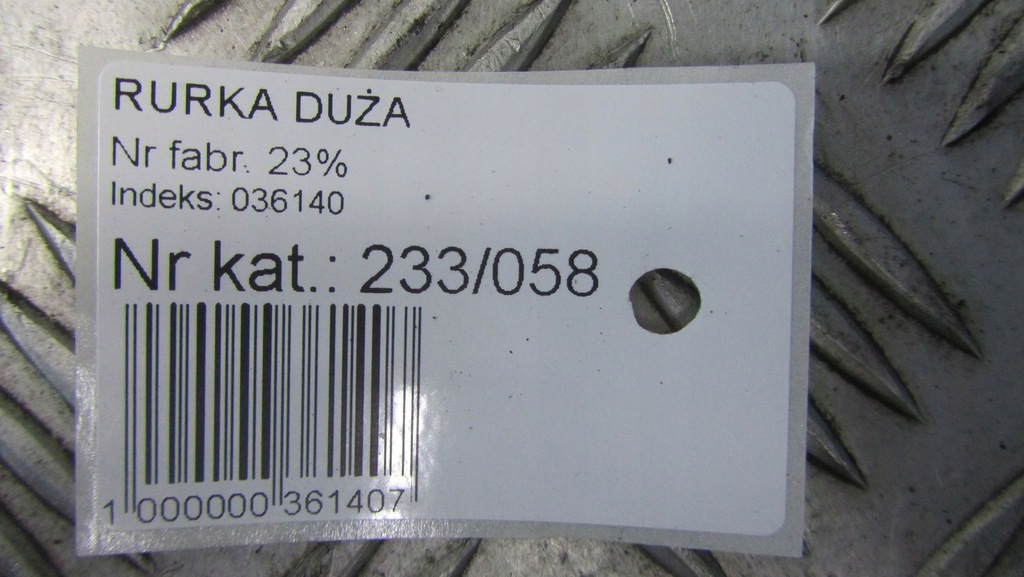 RURKA DUŻA
Nr fabr. 23%
Indeks: 036140
Nr kat.: 233/058
1 000000 361407